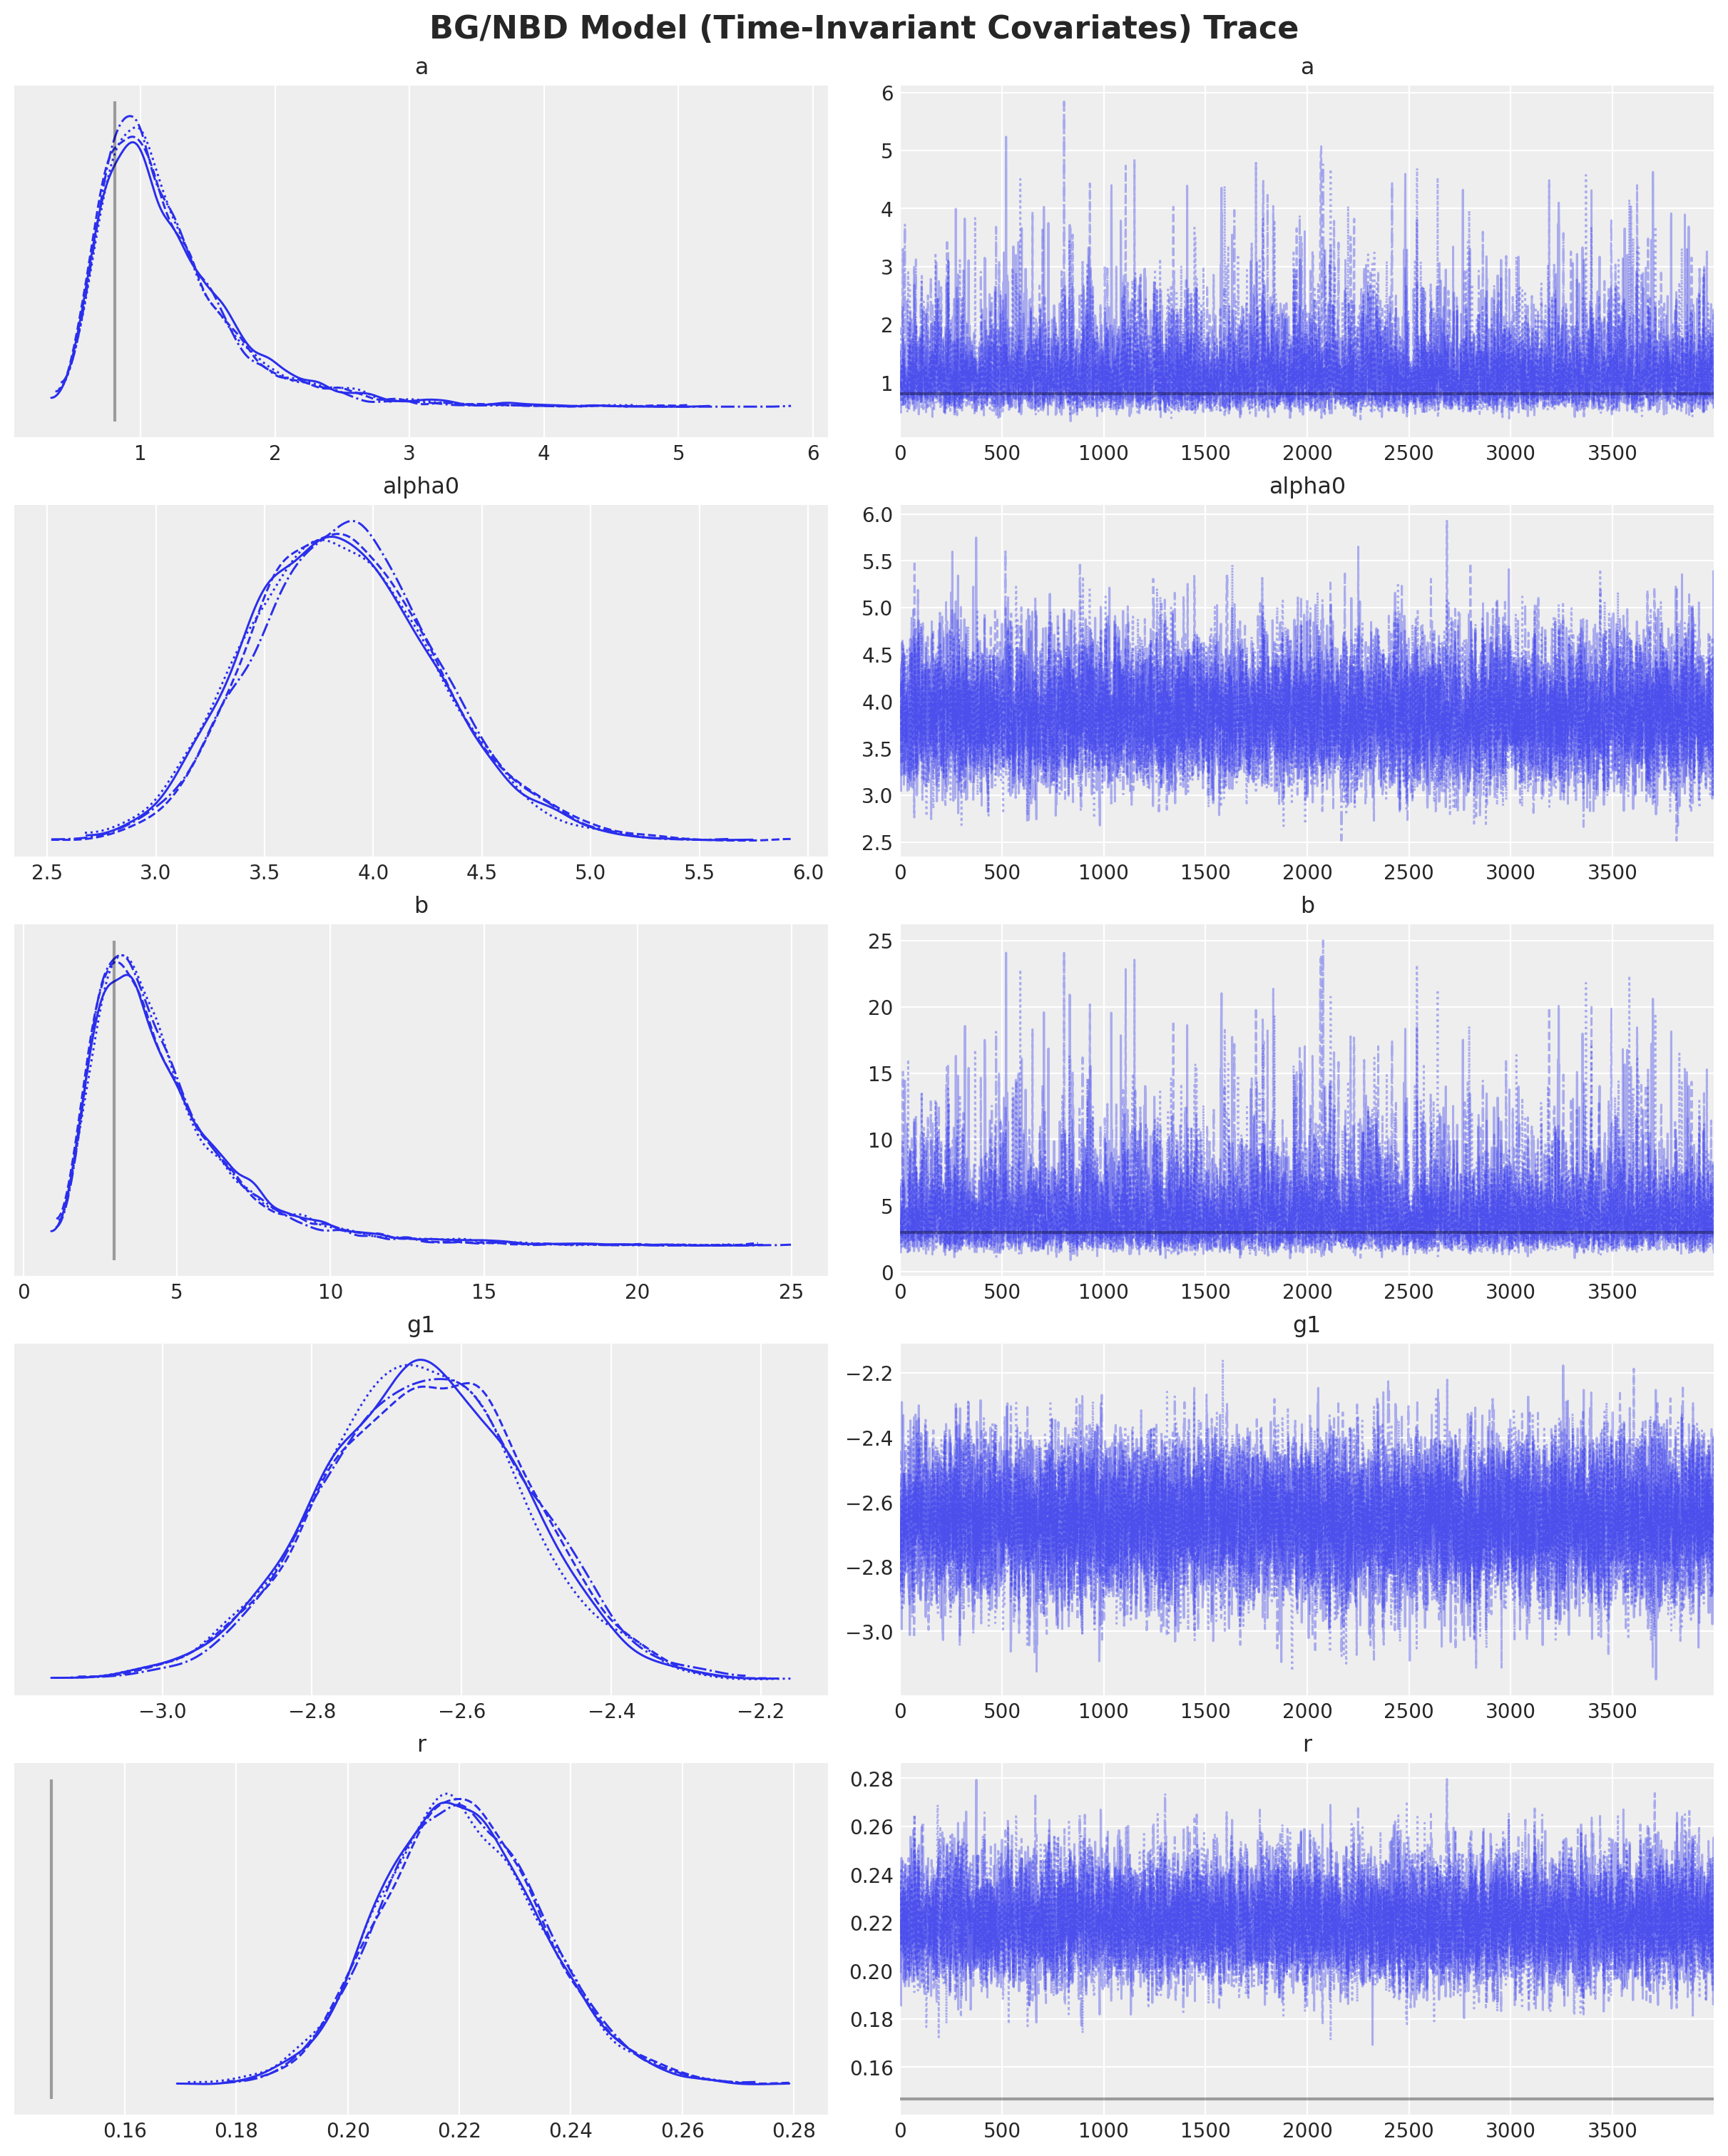 BG/NBD Model (Time-Invariant Covariates) Trace
a
a
1 2 3 4 5 6
6
5
4
3
2
1
0 500 1000 1500 2000 2500 3000 3500
alpha0
alpha0
2.5 3.0 3.5 4.0 4.5 5.0 5.5 6.0
6.0
5.5
5.0
4.5
4.0
3.5
3.0
2.5
0 500 1000 1500 2000 2500 3000 3500
b
b
0 5 10 15 20 25
25
20
15
10
5
0
0 500 1000 1500 2000 2500 3000 3500
g1
g1
−3.0 −2.8 −2.6 −2.4 −2.2
−2.2
−2.4
−2.6
−2.8
−3.0
0 500 1000 1500 2000 2500 3000 3500
r
r
0.16 0.18 0.20 0.22 0.24 0.26 0.28
0.28
0.26
0.24
0.22
0.20
0.18
0.16
0 500 1000 1500 2000 2500 3000 3500